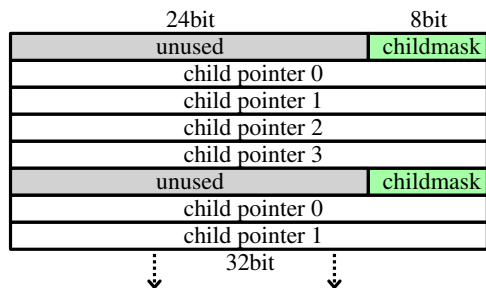 24bit 8bit
unused childmask
child pointer 0
child pointer 1
child pointer 2
child pointer 3
unused childmask
child pointer 0
child pointer 1
32bit